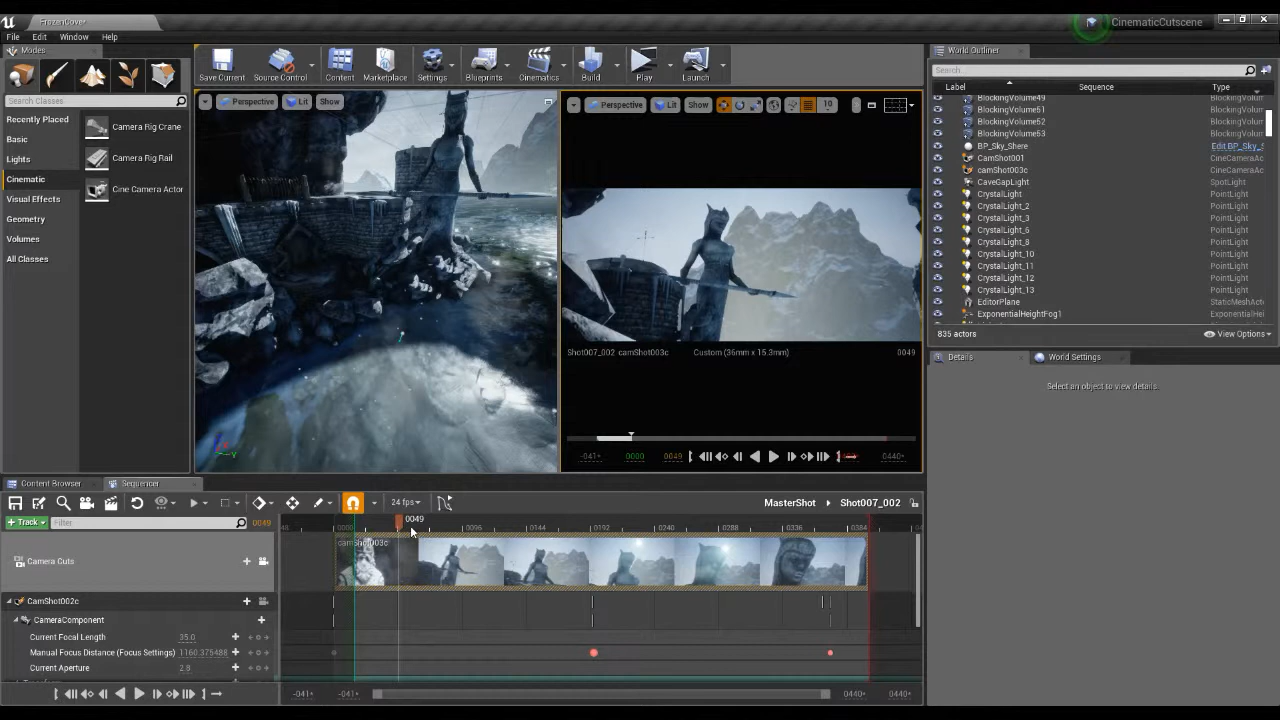 FrozenCove*
CinematicCutscene
File Edit Window Help
Modes
World Outliner
Save Current Source Control Content Marketplace Settings Blueprints Cinematics Build Play Launch
Search Classes
Recently Placed
Basic
Lights
Cinematic
Visual Effects
Geometry
Volumes
All Classes
Camera Rig Crane
Camera Rig Rail
Cine Camera Actor
Perspective Lit Show
Perspective Lit Show 10
Shot007_002 camShot003c Custom (36mm x 15.3mm) 0049
-041* 0000 0049 0440*
Search
Label Sequence Type
BlockingVolume49 BlockingVolum
BlockingVolume51 BlockingVolum
BlockingVolume52 BlockingVolum
BlockingVolume53 BlockingVolum
BP_Sky_Shere Edit BP_Sky_S
CamShot001 CineCameraAc
camShot003c CineCameraAc
CaveGapLight SpotLight
CrystalLight PointLight
CrystalLight_2 PointLight
CrystalLight_3 PointLight
CrystalLight_6 PointLight
CrystalLight_8 PointLight
CrystalLight_10 PointLight
CrystalLight_11 PointLight
CrystalLight_12 PointLight
CrystalLight_13 PointLight
EditorPlane StaticMeshActo
ExponentialHeightFog1 ExponentialHei
835 actors View Options
Details World Settings
Select an object to view details.
Content Browser Sequencer
24 fps MasterShot Shot007_002
Track Filter 0049
0049
0000 0096 0144 0192 0240 0288 0336 0384
camShot003c
Camera Cuts
CamShot002c
CameraComponent
Current Focal Length 35.0
Manual Focus Distance (Focus Settings) 1160.375488
Current Aperture 2.8
-041* -041* 0440* 0440*